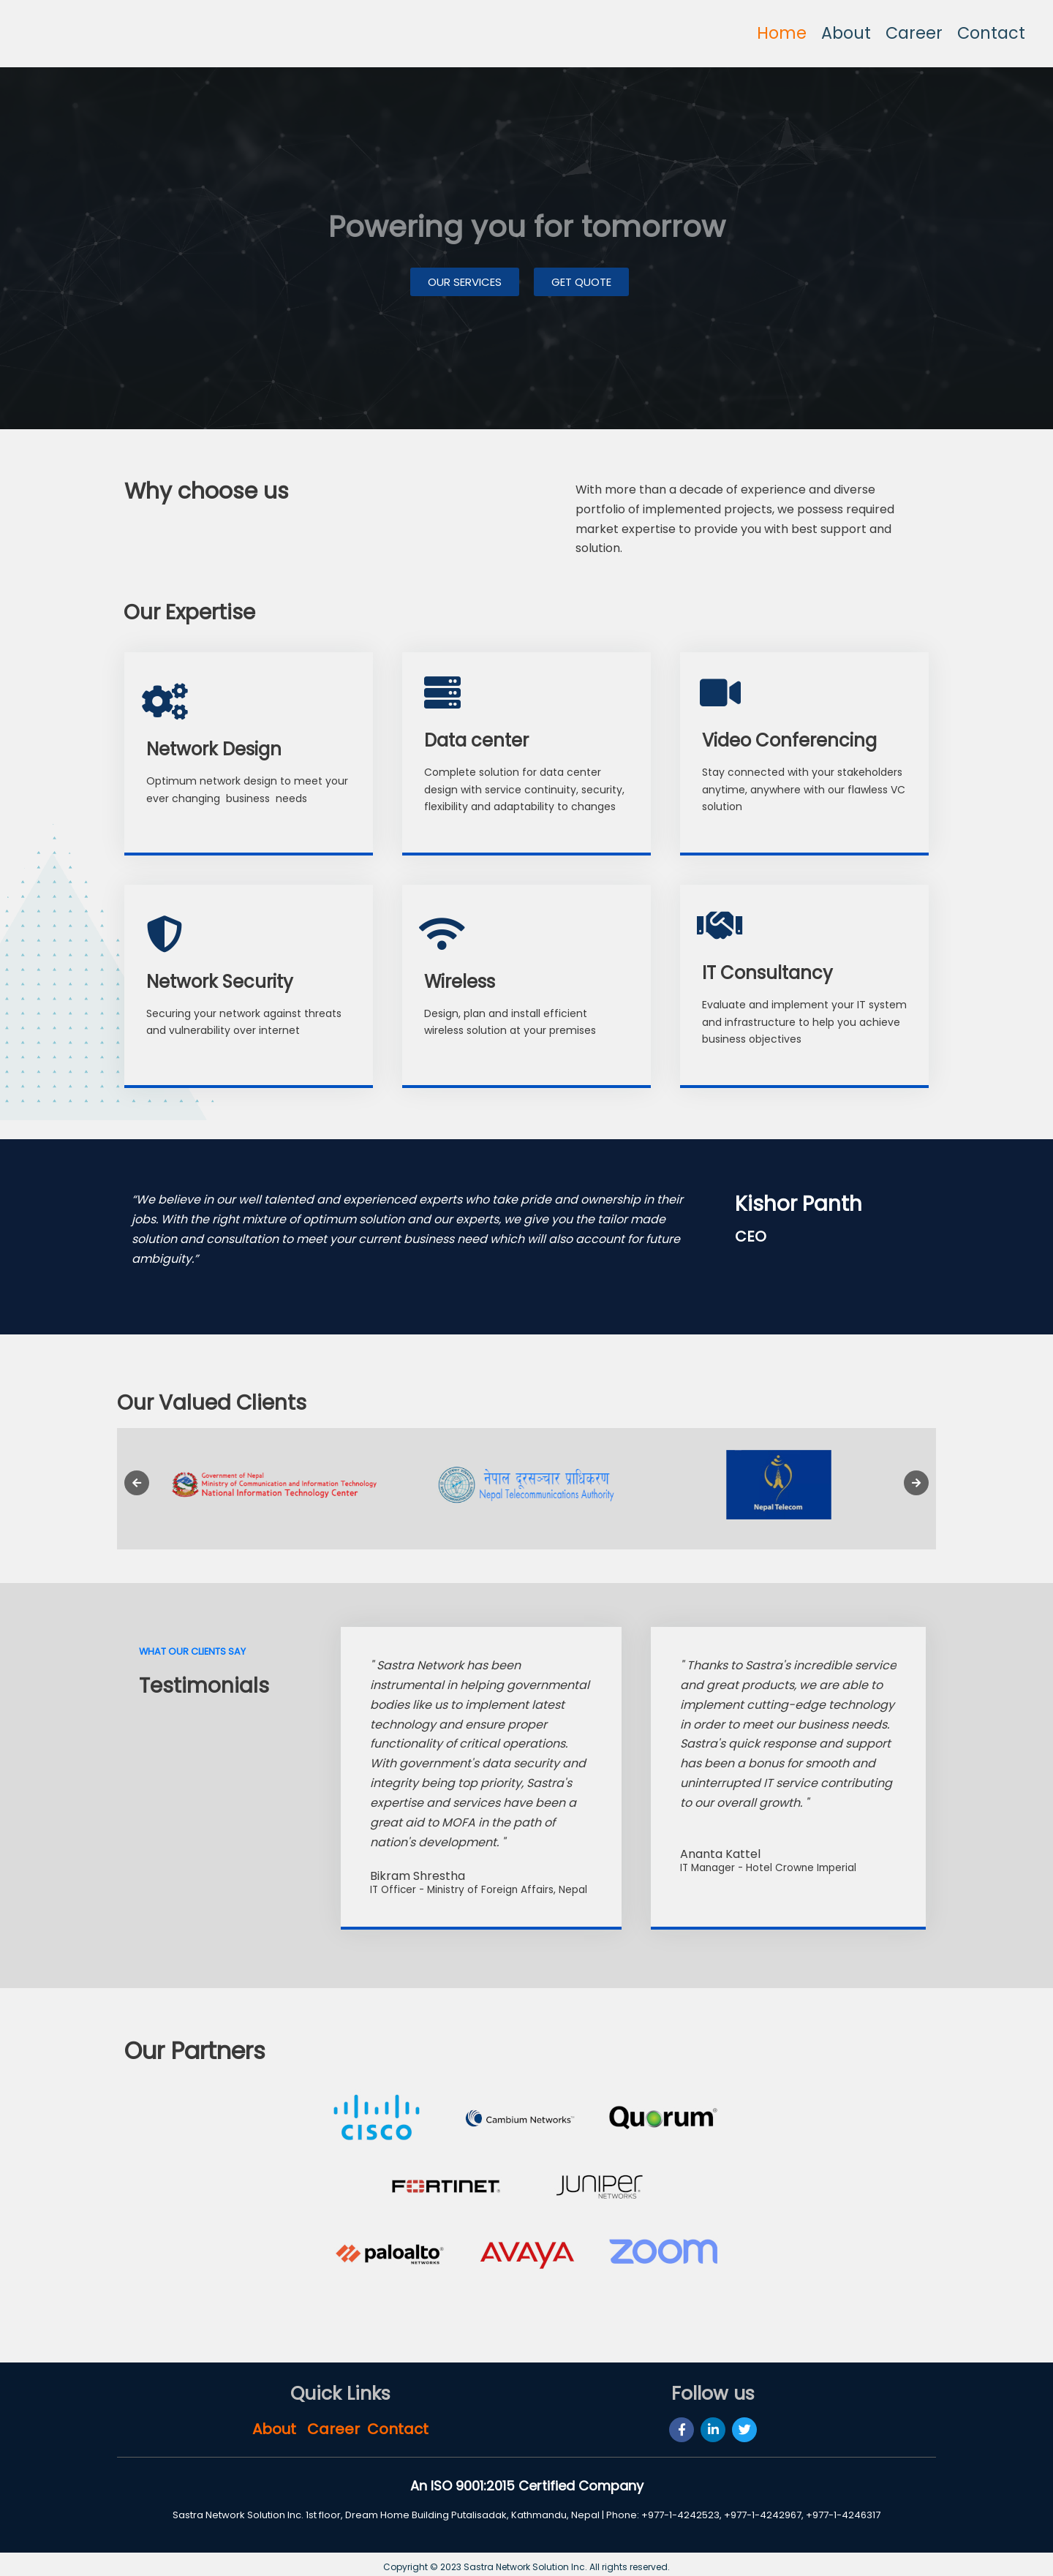 Home About Career Contact
Powering you for tomorrow
OUR SERVICES GET QUOTE
Why choose us
With more than a decade of experience and diverse
portfolio of implemented projects, we possess required
market expertise to provide you with best support and
solution.
Our Expertise
Network Design
Optimum network design to meet your
ever changing business needs
Data center
Complete solution for data center
design with service continuity, security,
flexibility and adaptability to changes
Video Conferencing
Stay connected with your stakeholders
anytime, anywhere with our flawless VC
solution
Network Security
Securing your network against threats
and vulnerability over internet
Wireless
Design, plan and install efficient
wireless solution at your premises
IT Consultancy
Evaluate and implement your IT system
and infrastructure to help you achieve
business objectives
“We believe in our well talented and experienced experts who take pride and ownership in their
jobs. With the right mixture of optimum solution and our experts, we give you the tailor made
solution and consultation to meet your current business need which will also account for future
ambiguity.”
Kishor Panth
CEO
Our Valued Clients
Government of Nepal
Ministry of Communication and Information Technology
National Information Technology Center
नेपाल दूरसञ्चार प्राधिकरण
Nepal Telecommunications Authority
Nepal Telecom
WHAT OUR CLIENTS SAY
Testimonials
" Sastra Network has been
instrumental in helping governmental
bodies like us to implement latest
technology and ensure proper
functionality of critical operations.
With government's data security and
integrity being top priority, Sastra's
expertise and services have been a
great aid to MOFA in the path of
nation's development. "
Bikram Shrestha
IT Officer - Ministry of Foreign Affairs, Nepal
" Thanks to Sastra's incredible service
and great products, we are able to
implement cutting-edge technology
in order to meet our business needs.
Sastra's quick response and support
has been a bonus for smooth and
uninterrupted IT service contributing
to our overall growth. "
Ananta Kattel
IT Manager - Hotel Crowne Imperial
Our Partners
CISCO
Cambium Networks™
Quorum®
FORTINET®
JUNIPER NETWORKS
paloalto® NETWORKS
AVAYA
zoom
Quick Links
About Career Contact
Follow us
An ISO 9001:2015 Certified Company
Sastra Network Solution Inc. 1st floor, Dream Home Building Putalisadak, Kathmandu, Nepal | Phone: +977-1-4242523, +977-1-4242967, +977-1-4246317
Copyright © 2023 Sastra Network Solution Inc. All rights reserved.